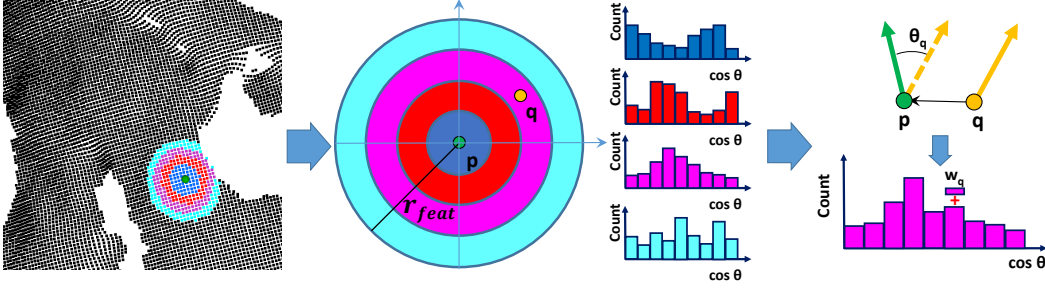 p
q
r_feat
Count
cos θ
Count
cos θ
Count
cos θ
Count
cos θ
θ_q
p
q
w_q
+
Count
cos θ